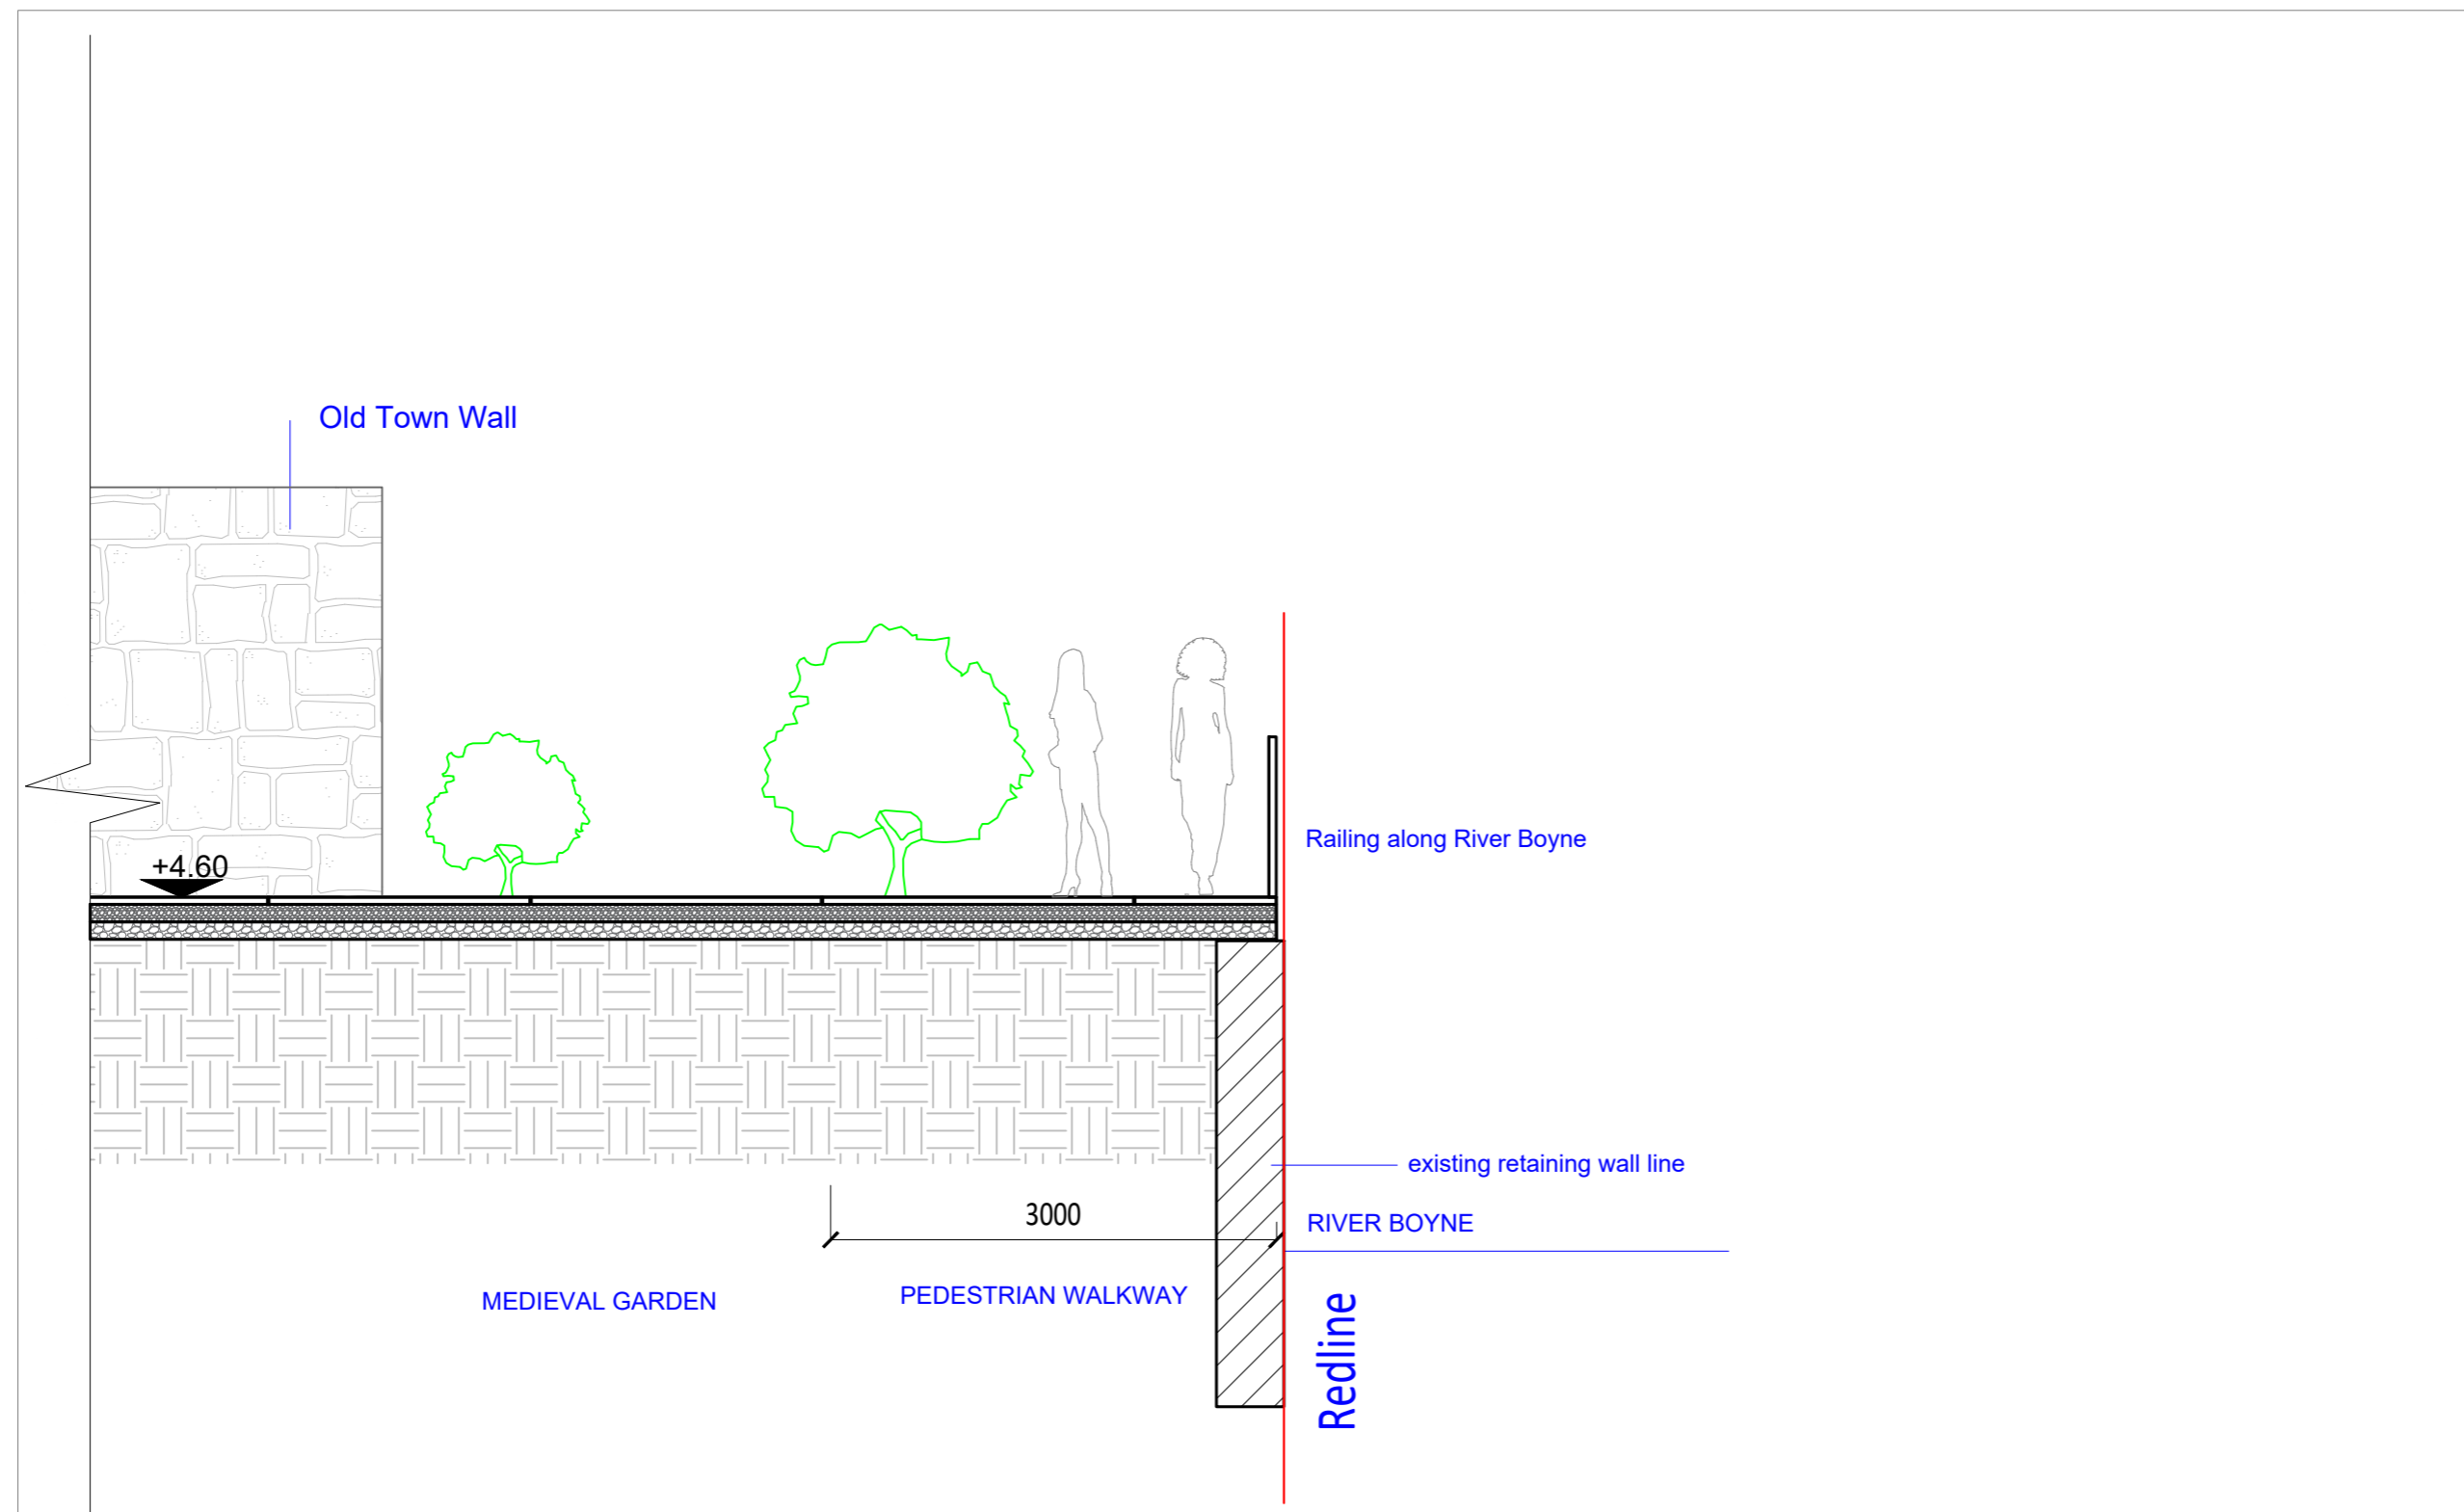 Old Town Wall
Railing along River Boyne
+4.60
existing retaining wall line
3000
RIVER BOYNE
MEDIEVAL GARDEN
PEDESTRIAN WALKWAY
Redline